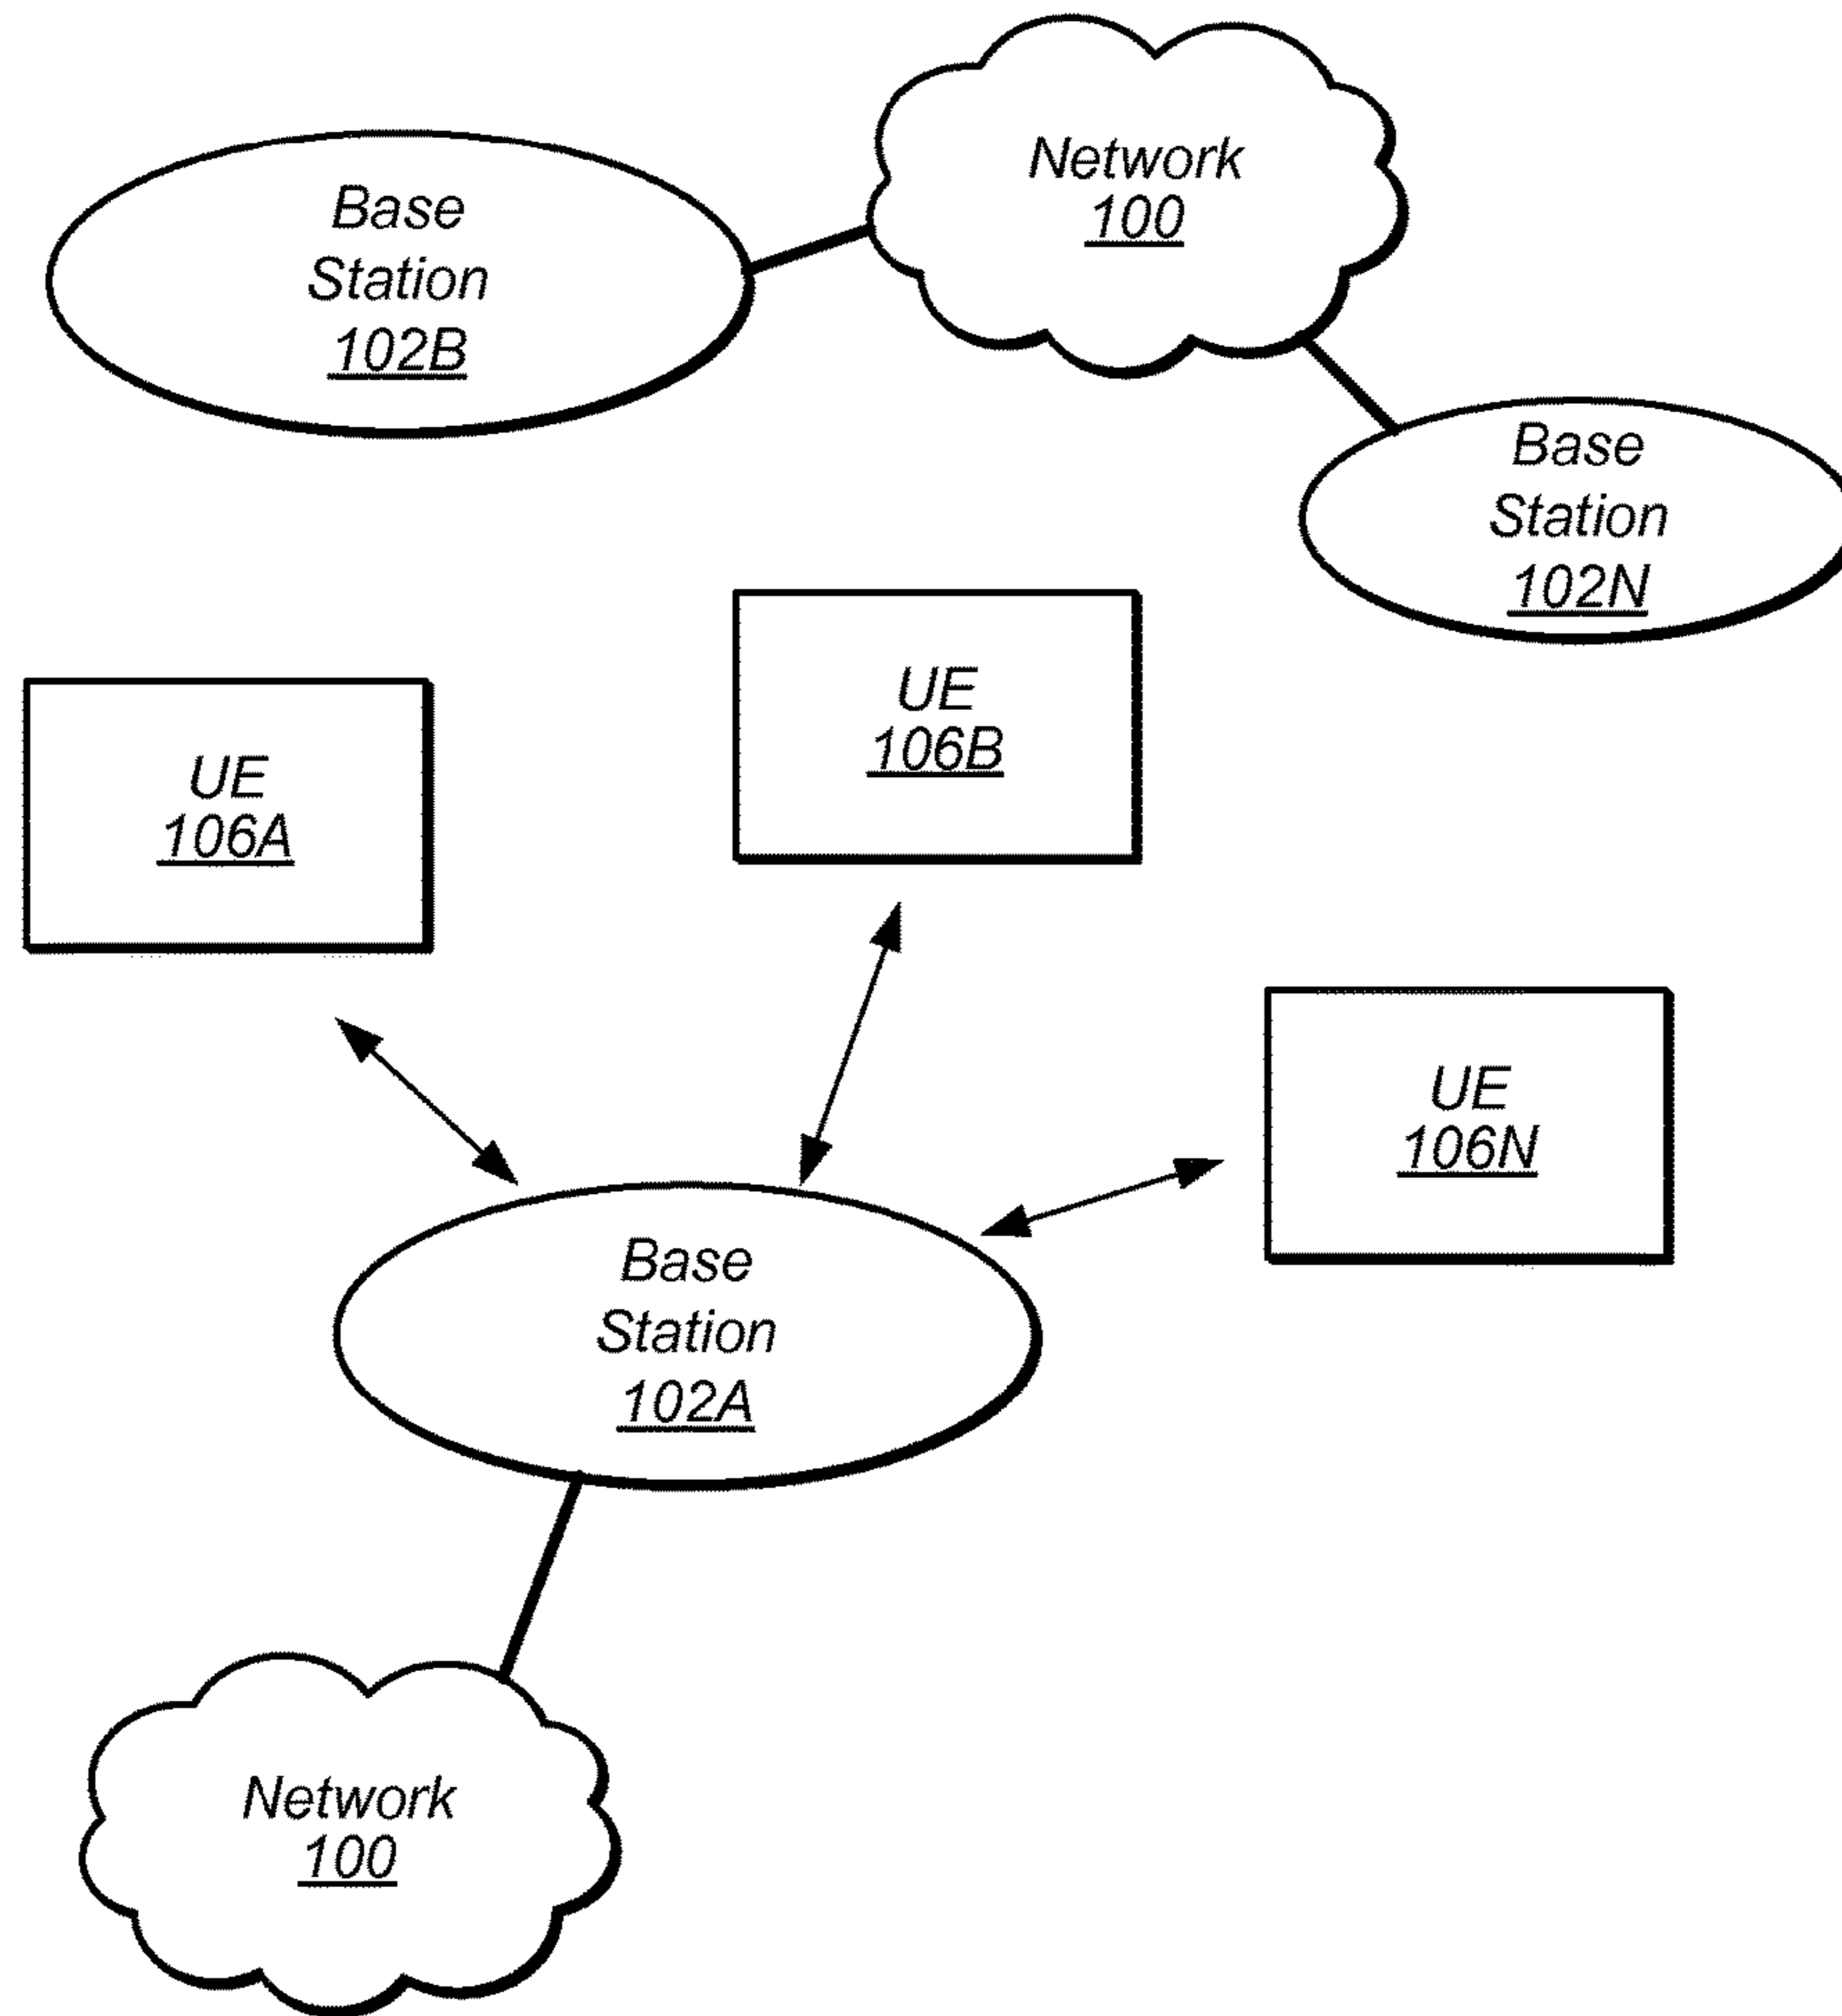 Network
100
Base
Station
102B
Base
Station
102N
UE
106B
UE
106A
UE
106N
Base
Station
102A
Network
100